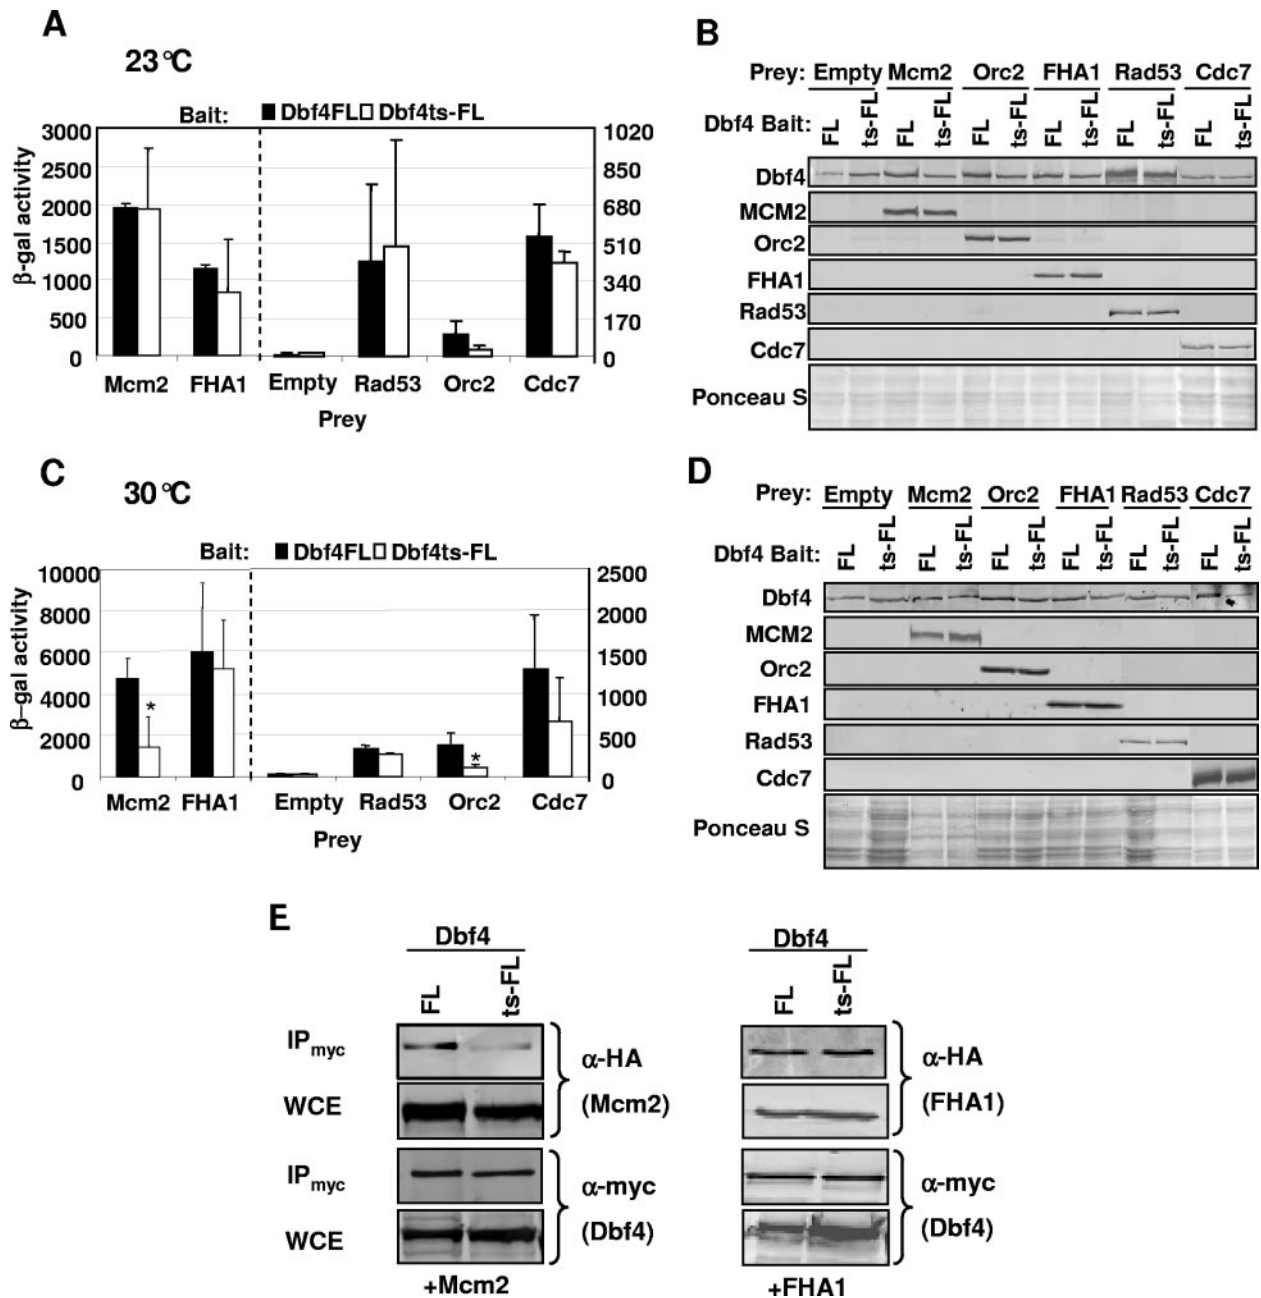 A
23°C
Bait: Dbf4FL Dbf4ts-FL
β-gal activity
3000
2500
2000
1500
1000
500
0
1020
850
680
510
340
170
0
Mcm2 FHA1 Empty Rad53 Orc2 Cdc7
Prey
B
Prey: Empty Mcm2 Orc2 FHA1 Rad53 Cdc7
Dbf4 Bait: FL ts-FL FL ts-FL FL ts-FL FL ts-FL FL ts-FL FL ts-FL
Dbf4
MCM2
Orc2
FHA1
Rad53
Cdc7
Ponceau S
C
30°C
Bait: Dbf4FL Dbf4ts-FL
β-gal activity
10000
8000
6000
4000
2000
0
2500
2000
1500
1000
500
0
* *
Mcm2 FHA1 Empty Rad53 Orc2 Cdc7
Prey
D
Prey: Empty Mcm2 Orc2 FHA1 Rad53 Cdc7
Dbf4 Bait: FL ts-FL FL ts-FL FL ts-FL FL ts-FL FL ts-FL FL ts-FL
Dbf4
MCM2
Orc2
FHA1
Rad53
Cdc7
Ponceau S
E
Dbf4
FL ts-FL
IPmyc
WCE
α-HA
(Mcm2)
IPmyc
WCE
α-myc
(Dbf4)
+Mcm2
Dbf4
FL ts-FL
α-HA
(FHA1)
α-myc
(Dbf4)
+FHA1